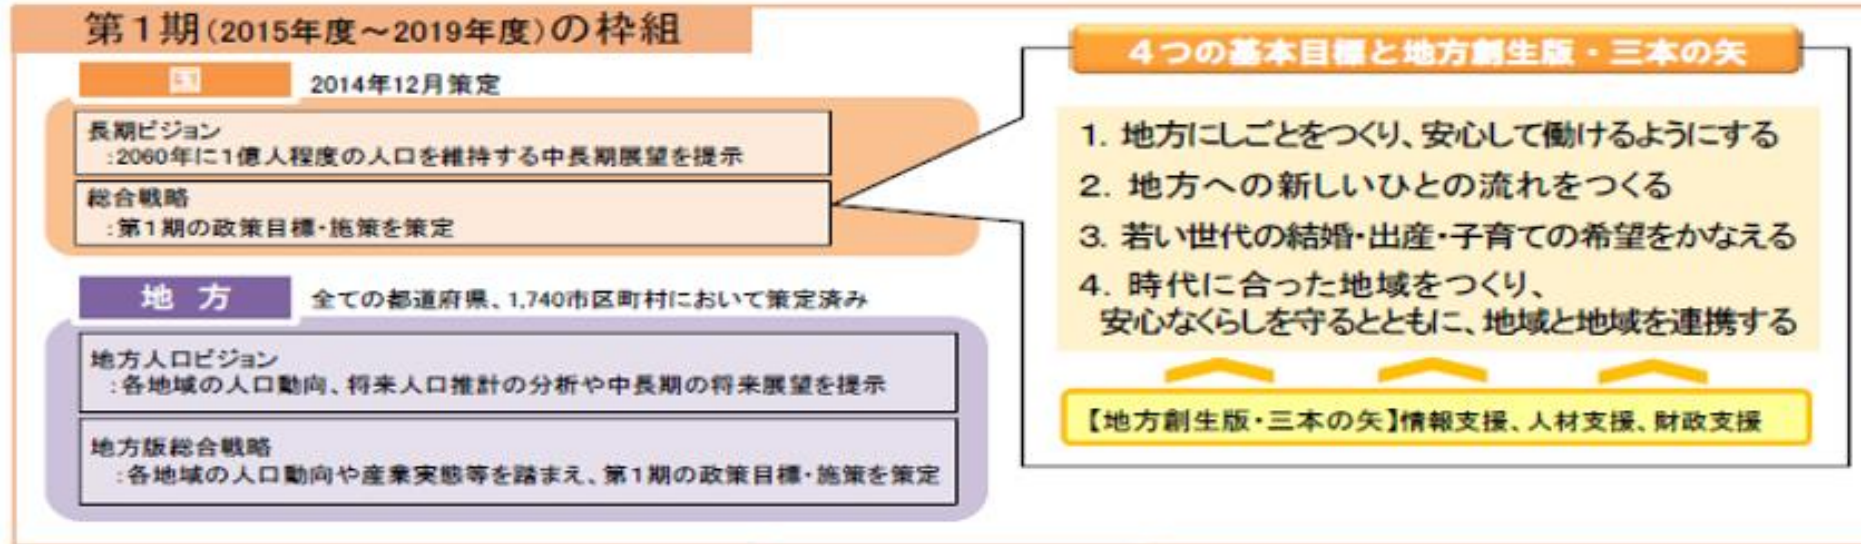 第1期(2015年度～2019年度)の枠組
国
2014年12月策定
長期ビジョン
:2060年に1億人程度の人口を維持する中長期展望を提示
総合戦略
:第1期の政策目標・施策を策定
地方
全ての都道府県、1,740市区町村において策定済み
地方人口ビジョン
:各地域の人口動向、将来人口推計の分析や中長期の将来展望を提示
地方版総合戦略
:各地域の人口動向や産業実態等を踏まえ、第1期の政策目標・施策を策定
4つの基本目標と地方創生版・三本の矢
1. 地方にしごとをつくり、安心して働けるようにする
2. 地方への新しいひとの流れをつくる
3. 若い世代の結婚・出産・子育ての希望をかなえる
4. 時代に合った地域をつくり、
安心なくらしを守るとともに、地域と地域を連携する
【地方創生版・三本の矢】情報支援、人材支援、財政支援